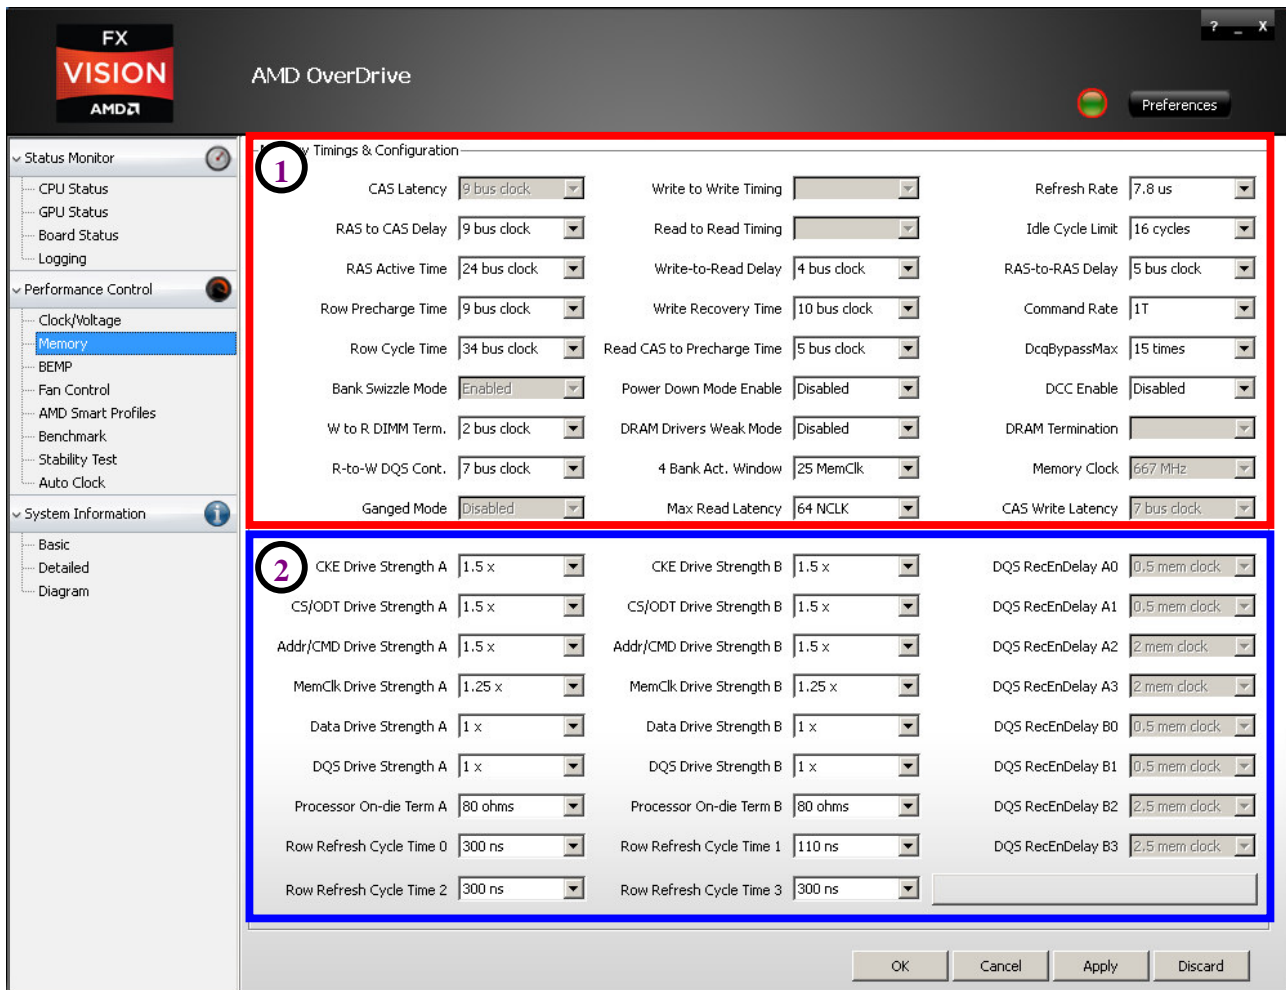 FX
VISION
AMD
AMD OverDrive
? _ X
Preferences
Status Monitor
CPU Status
GPU Status
Board Status
Logging
Performance Control
Clock/Voltage
Memory
BEMP
Fan Control
AMD Smart Profiles
Benchmark
Stability Test
Auto Clock
System Information
Basic
Detailed
Diagram
1
y Timings & Configuration
CAS Latency 9 bus clock Write to Write Timing Refresh Rate 7.8 us
RAS to CAS Delay 9 bus clock Read to Read Timing Idle Cycle Limit 16 cycles
RAS Active Time 24 bus clock Write-to-Read Delay 4 bus clock RAS-to-RAS Delay 5 bus clock
Row Precharge Time 9 bus clock Write Recovery Time 10 bus clock Command Rate 1T
Row Cycle Time 34 bus clock Read CAS to Precharge Time 5 bus clock DcqBypassMax 15 times
Bank Swizzle Mode Enabled Power Down Mode Enable Disabled DCC Enable Disabled
W to R DIMM Term. 2 bus clock DRAM Drivers Weak Mode Disabled DRAM Termination
R-to-W DQS Cont. 7 bus clock 4 Bank Act. Window 25 MemClk Memory Clock 667 MHz
Ganged Mode Disabled Max Read Latency 64 NCLK CAS Write Latency 7 bus clock
2
CKE Drive Strength A 1.5 x CKE Drive Strength B 1.5 x DQS RecEnDelay A0 0.5 mem clock
CS/ODT Drive Strength A 1.5 x CS/ODT Drive Strength B 1.5 x DQS RecEnDelay A1 0.5 mem clock
Addr/CMD Drive Strength A 1.5 x Addr/CMD Drive Strength B 1.5 x DQS RecEnDelay A2 2 mem clock
MemClk Drive Strength A 1.25 x MemClk Drive Strength B 1.25 x DQS RecEnDelay A3 2 mem clock
Data Drive Strength A 1 x Data Drive Strength B 1 x DQS RecEnDelay B0 0.5 mem clock
DQS Drive Strength A 1 x DQS Drive Strength B 1 x DQS RecEnDelay B1 0.5 mem clock
Processor On-die Term A 80 ohms Processor On-die Term B 80 ohms DQS RecEnDelay B2 2.5 mem clock
Row Refresh Cycle Time 0 300 ns Row Refresh Cycle Time 1 110 ns DQS RecEnDelay B3 2.5 mem clock
Row Refresh Cycle Time 2 300 ns Row Refresh Cycle Time 3 300 ns
OK Cancel Apply Discard